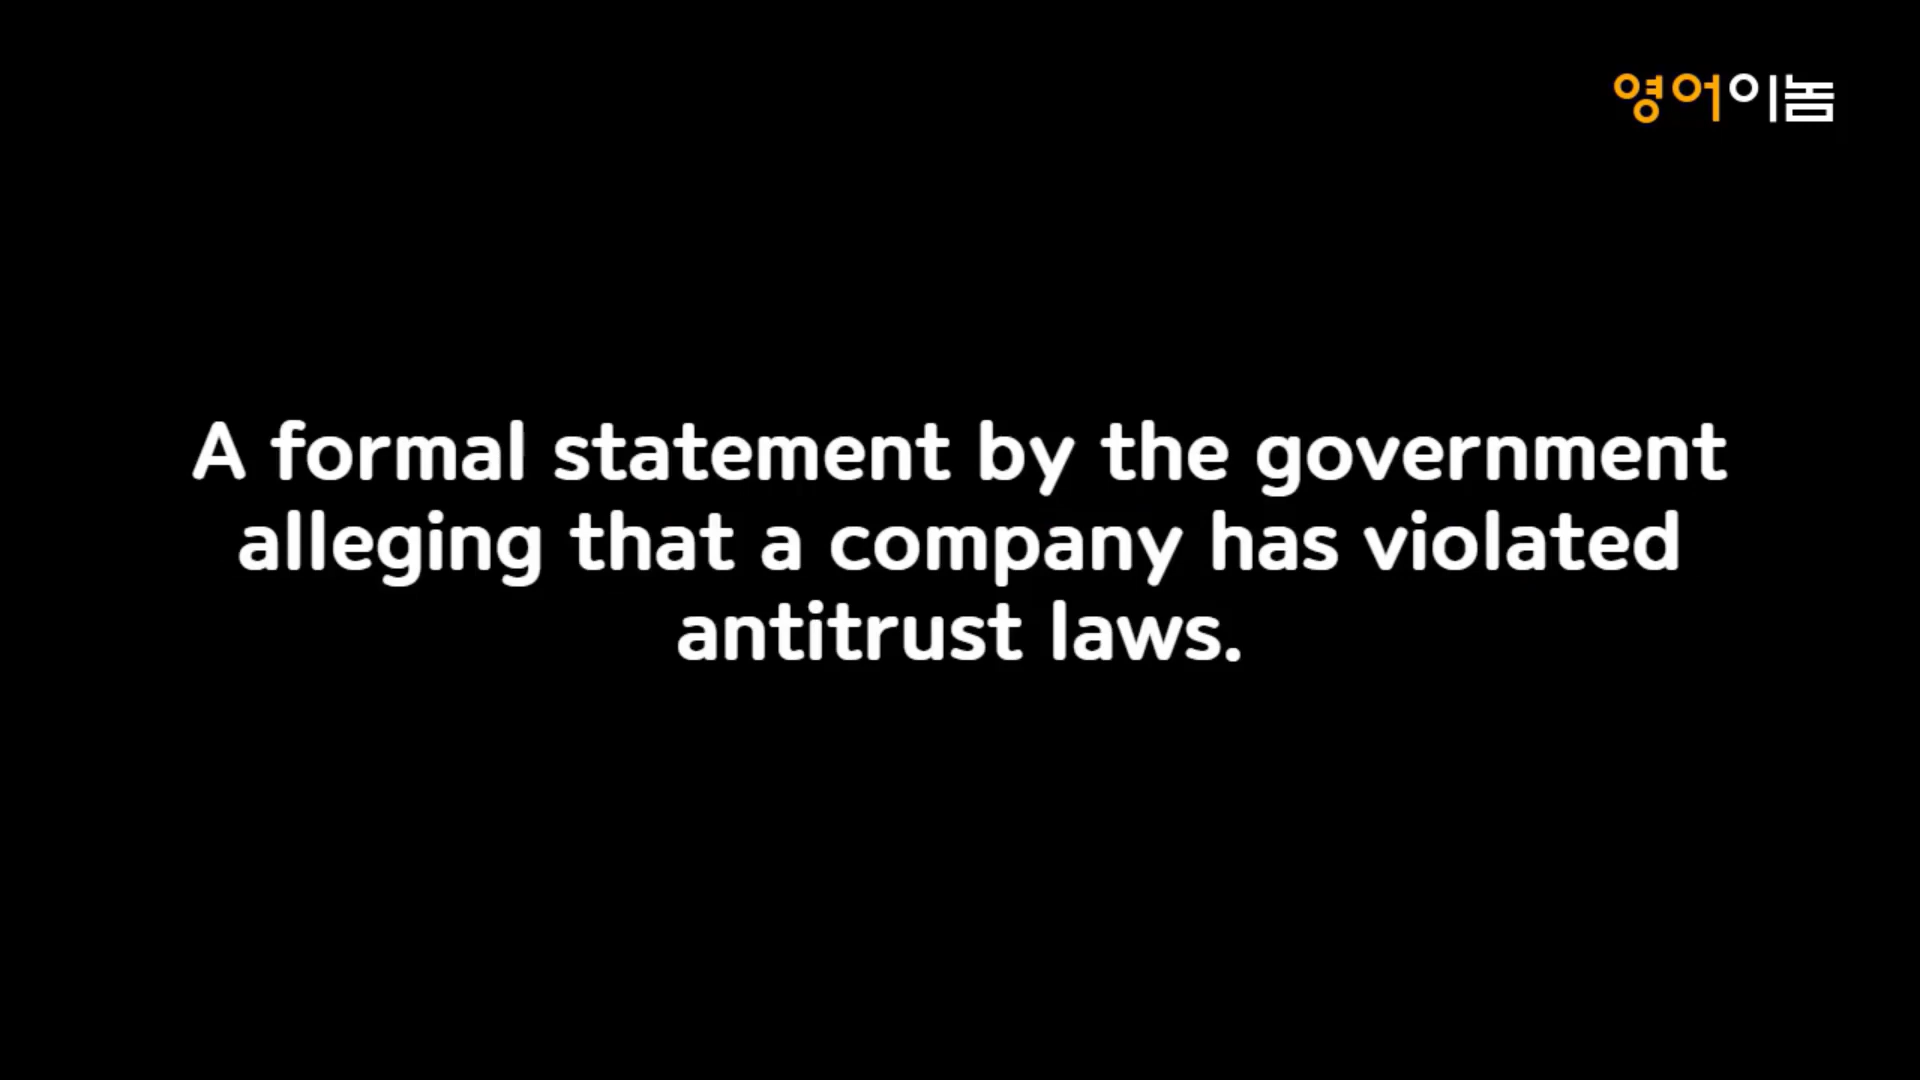 영어이놈
A formal statement by the government
alleging that a company has violated
antitrust laws.